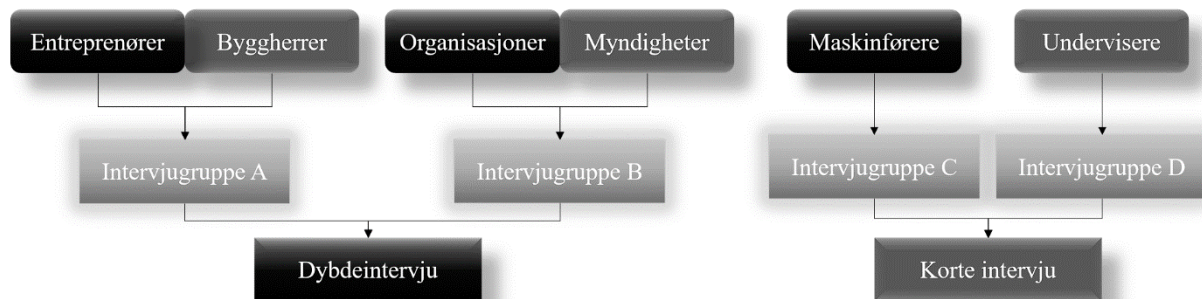 Entreprenører
Byggherrer
Organisasjoner
Myndigheter
Maskinførere
Undervisere
Intervjugruppe A
Intervjugruppe B
Intervjugruppe C
Intervjugruppe D
Dybdeintervju
Korte intervju